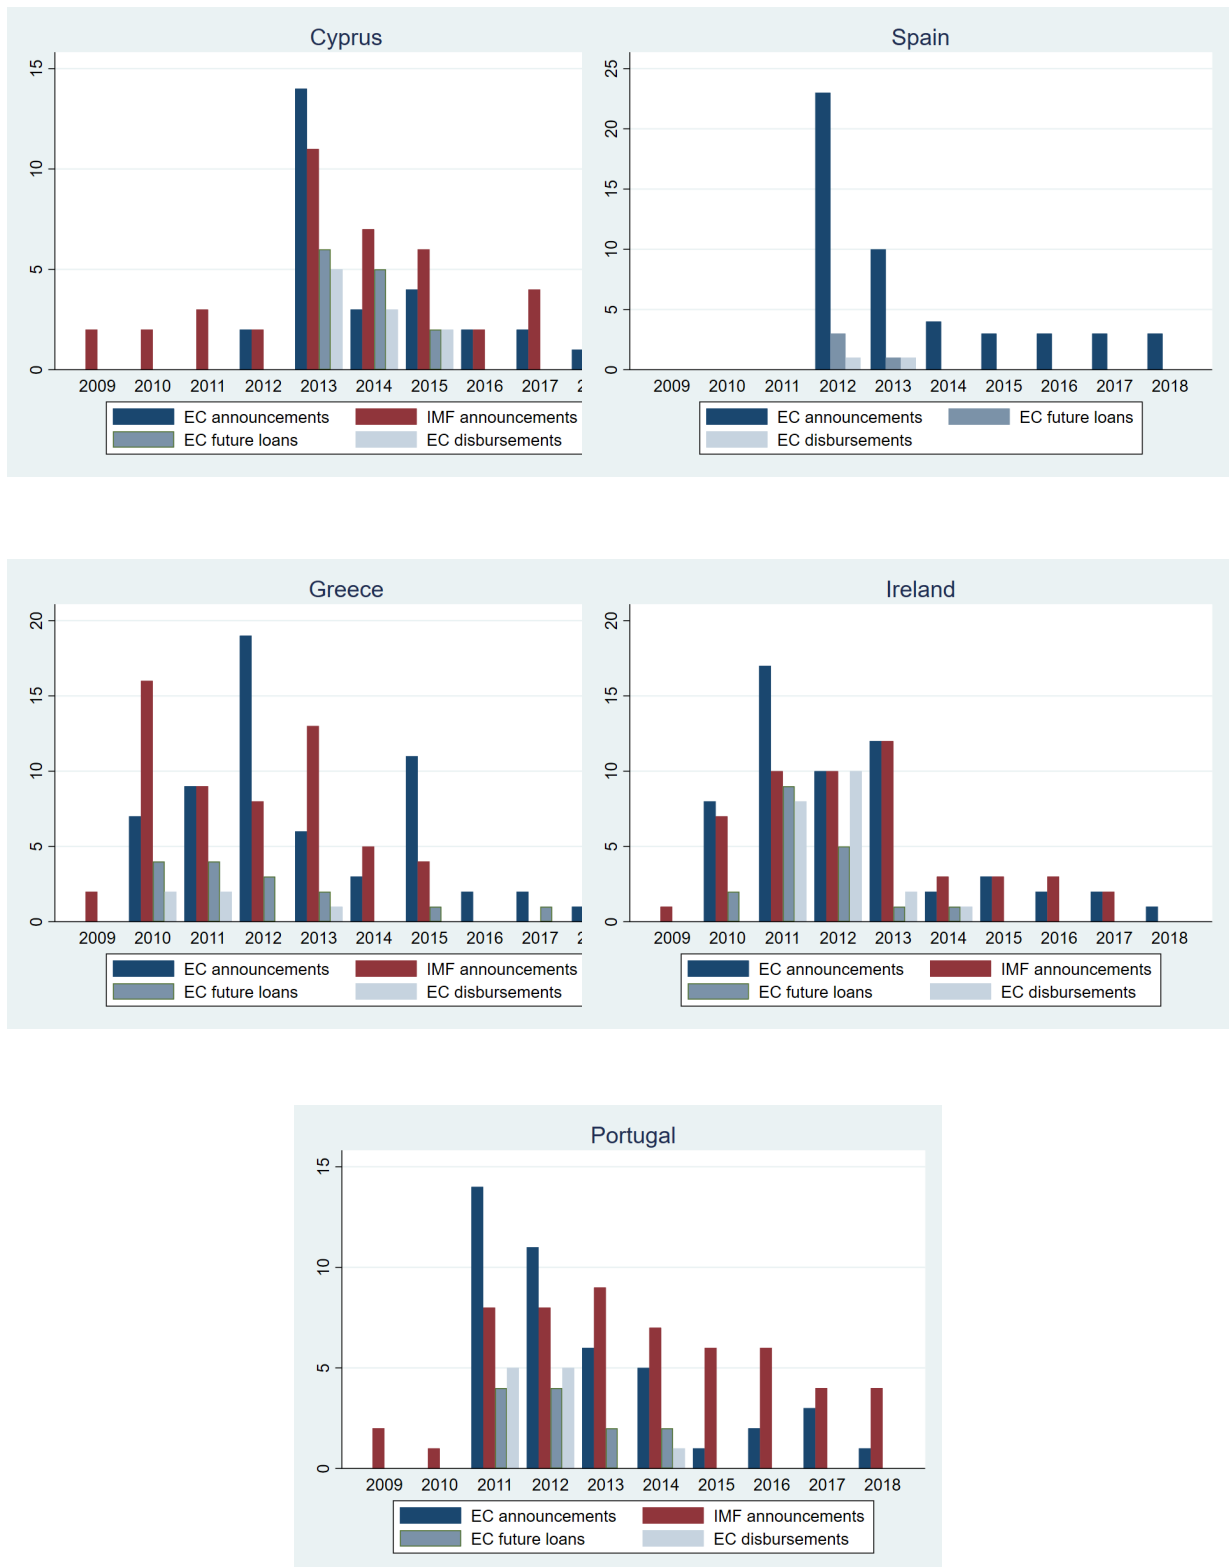 Cyprus
15
10
5
0
2009 2010 2011 2012 2013 2014 2015 2016 2017 2
EC announcements IMF announcements
EC future loans EC disbursements
Spain
25
20
15
10
5
0
2009 2010 2011 2012 2013 2014 2015 2016 2017 2018
EC announcements EC future loans
EC disbursements
Greece
20
15
10
5
0
2009 2010 2011 2012 2013 2014 2015 2016 2017 2
EC announcements IMF announcements
EC future loans EC disbursements
Ireland
20
15
10
5
0
2009 2010 2011 2012 2013 2014 2015 2016 2017 2018
EC announcements IMF announcements
EC future loans EC disbursements
Portugal
15
10
5
0
2009 2010 2011 2012 2013 2014 2015 2016 2017 2018
EC announcements IMF announcements
EC future loans EC disbursements